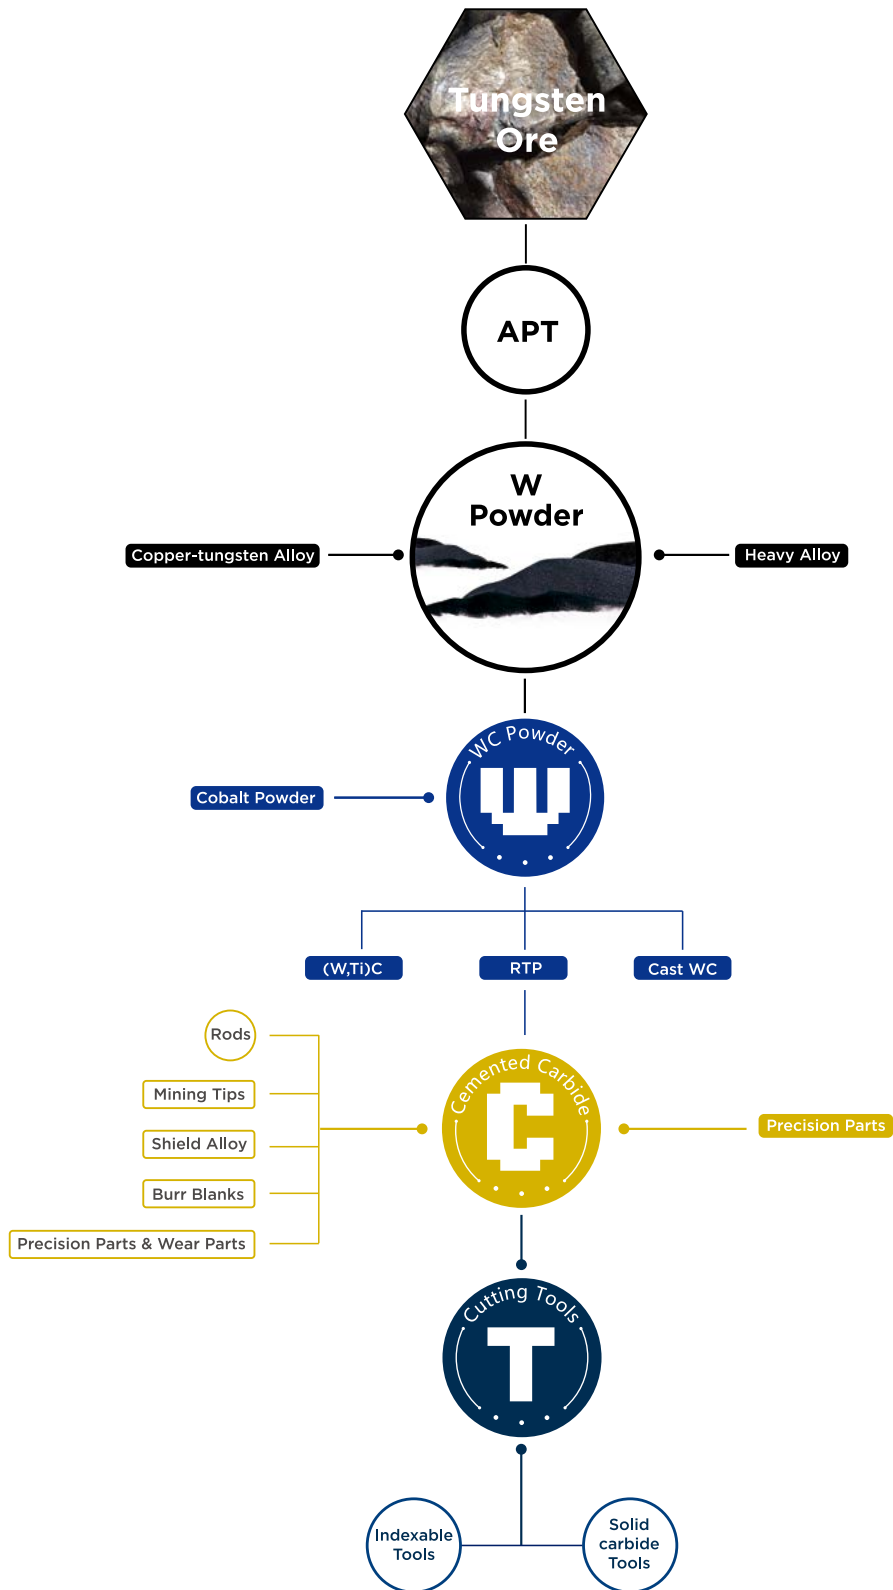 Tungsten
Ore
APT
W
Powder
Copper-tungsten Alloy
Heavy Alloy
WC Powder
W
Cobalt Powder
(W,Ti)C
RTP
Cast WC
Rods
Mining Tips
Shield Alloy
Burr Blanks
Precision Parts & Wear Parts
Cemented Carbide
C
Precision Parts
Cutting Tools
T
Indexable
Tools
Solid
carbide
Tools